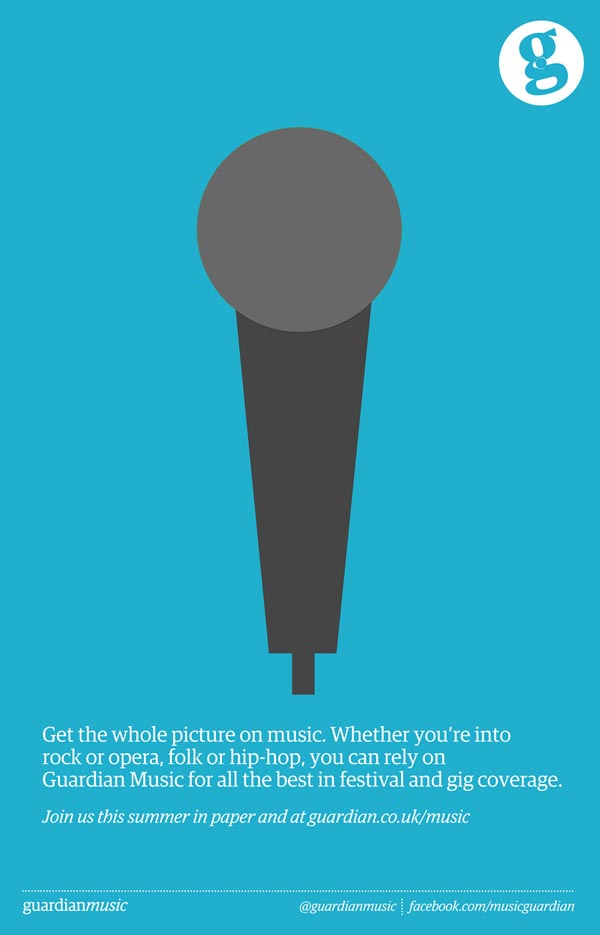 g
Get the whole picture on music. Whether you’re into
rock or opera, folk or hip-hop, you can rely on
Guardian Music for all the best in festival and gig coverage.
Join us this summer in paper and at guardian.co.uk/music
guardianmusic
@guardianmusic facebook.com/musicguardian